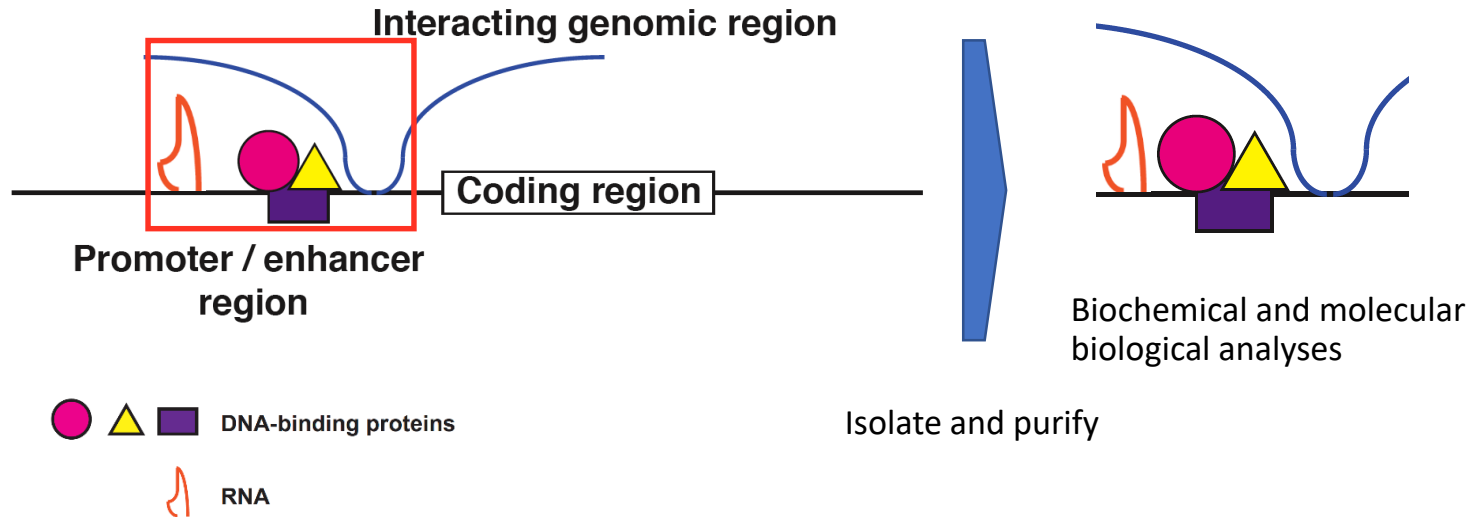 Interacting genomic region
Coding region
Promoter / enhancer
region
Biochemical and molecular
biological analyses
Isolate and purify
DNA-binding proteins
RNA